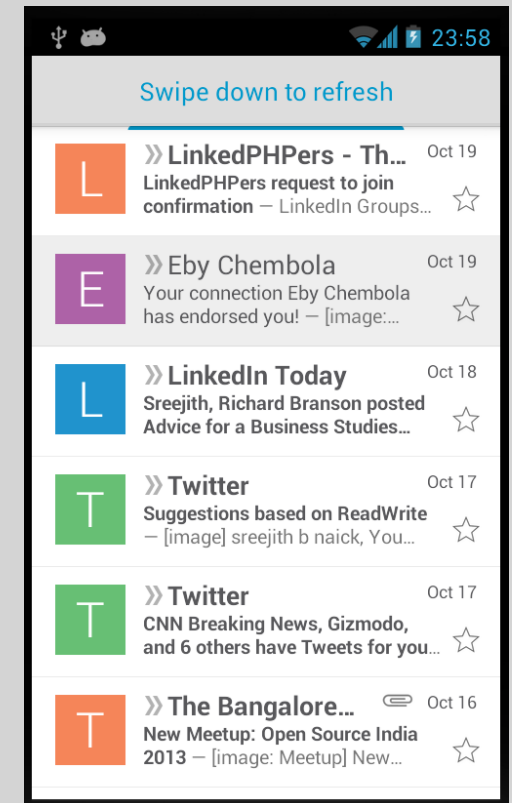 23:58
Swipe down to refresh
L
LinkedPHPers - Th... Oct 19
LinkedPHPers request to join
confirmation — LinkedIn Groups...
E
Eby Chembola Oct 19
Your connection Eby Chembola
has endorsed you! — [image:...
L
LinkedIn Today Oct 18
Sreejith, Richard Branson posted
Advice for a Business Studies...
T
Twitter Oct 17
Suggestions based on ReadWrite
— [image] sreejith b naick, You...
T
Twitter Oct 17
CNN Breaking News, Gizmodo,
and 6 others have Tweets for you...
T
The Bangalore... Oct 16
New Meetup: Open Source India
2013 — [image: Meetup] New...